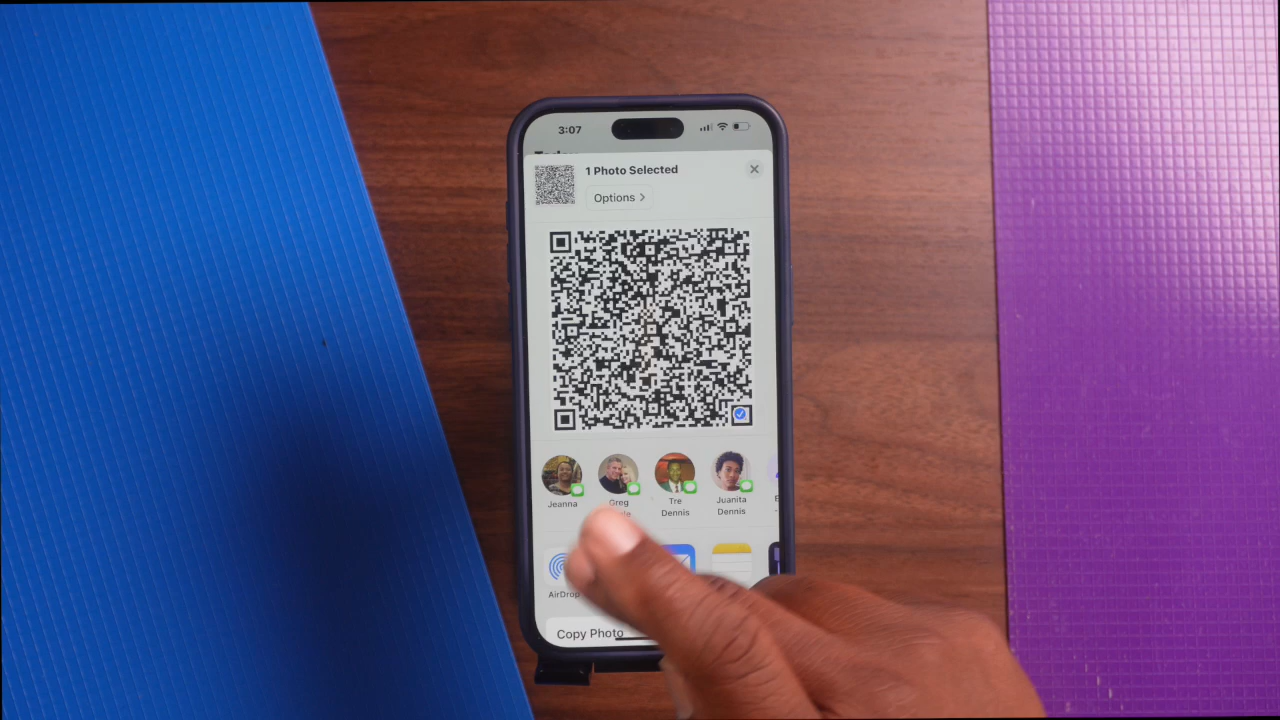 3:07
1 Photo Selected
Options >
Jeanna
Greg
Tre
Dennis
Juanita
Dennis
AirDrop
Copy Photo